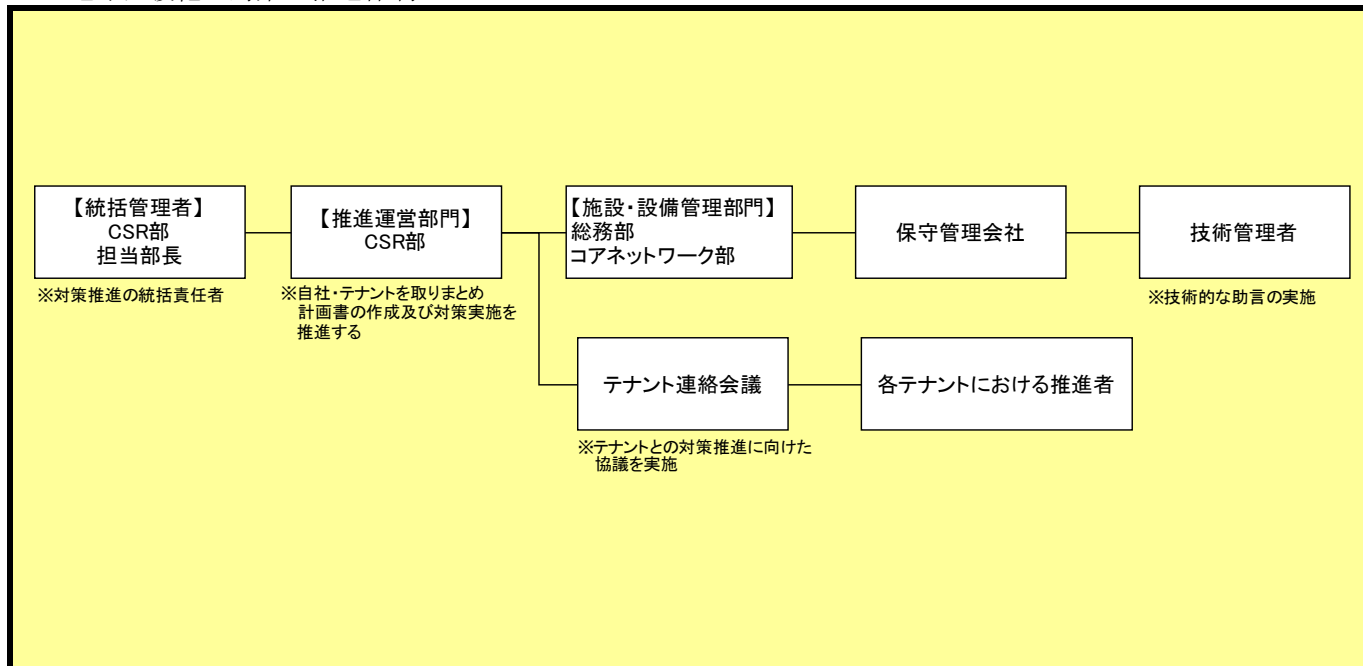 【統括管理者】
CSR部
担当部長
※対策推進の統括責任者
【推進運営部門】
CSR部
※自社・テナントを取りまとめ
計画書の作成及び対策実施を
推進する
【施設・設備管理部門】
総務部
コアネットワーク部
保守管理会社
技術管理者
※技術的な助言の実施
テナント連絡会議
※テナントとの対策推進に向けた
協議を実施
各テナントにおける推進者